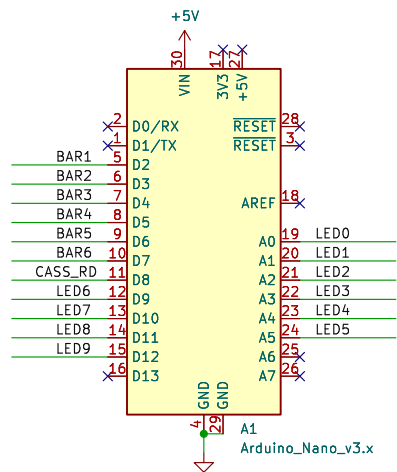 +5V
30 17 27
VIN 3V3 +5V
2 D0/RX RESET 28
1 D1/TX RESET 3
BAR1 5 D2
BAR2 6 D3
BAR3 7 D4 AREF 18
BAR4 8 D5
BAR5 9 D6 A0 19 LED0
BAR6 10 D7 A1 20 LED1
CASS_RD 11 D8 A2 21 LED2
LED6 12 D9 A3 22 LED3
LED7 13 D10 A4 23 LED4
LED8 14 D11 A5 24 LED5
LED9 15 D12 A6 25
16 D13 A7 26
GND GND
4 29
A1
Arduino_Nano_v3.x